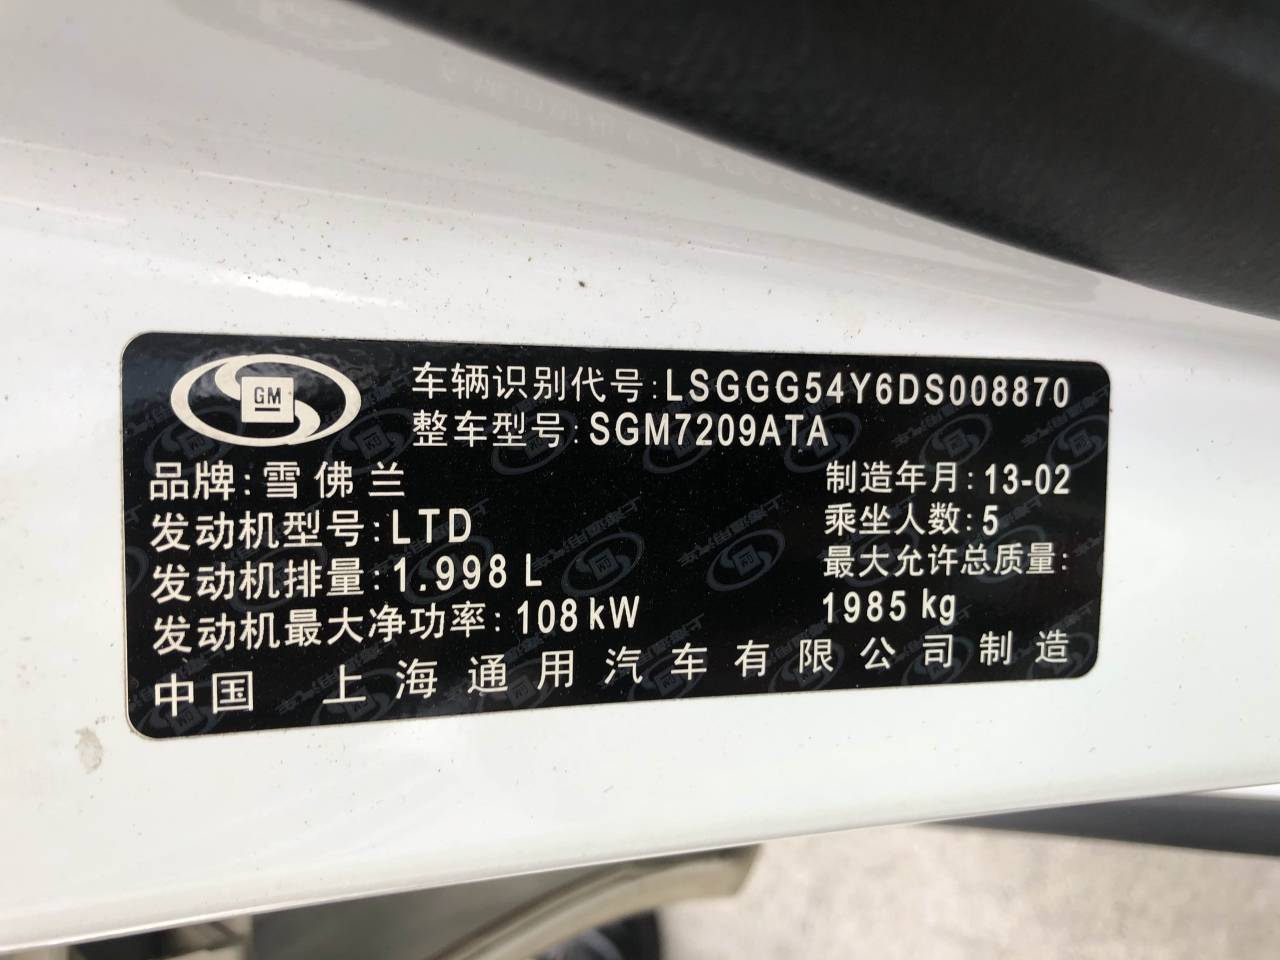 GM
车辆识别代号:LSGGG54Y6DS008870
整车型号:SGM7209ATA
品牌:雪佛兰
制造年月:13-02
发动机型号:LTD
乘坐人数:5
发动机排量:1.998 L
最大允许总质量:
1985 kg
发动机最大净功率:108 kW
中国 上海通用汽车有限公司制造